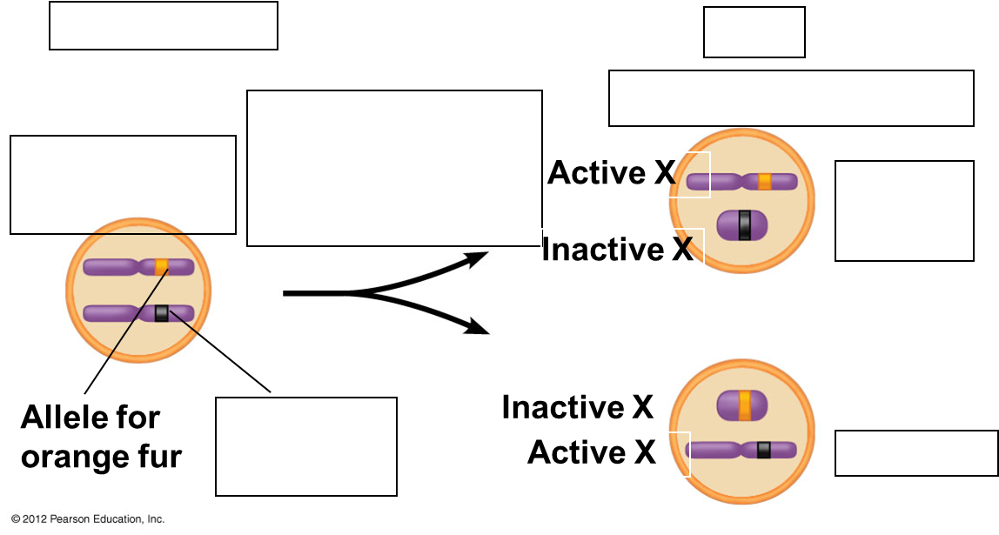 Active X
Inactive X
Allele for
orange fur
Inactive X
Active X
© 2012 Pearson Education, Inc.